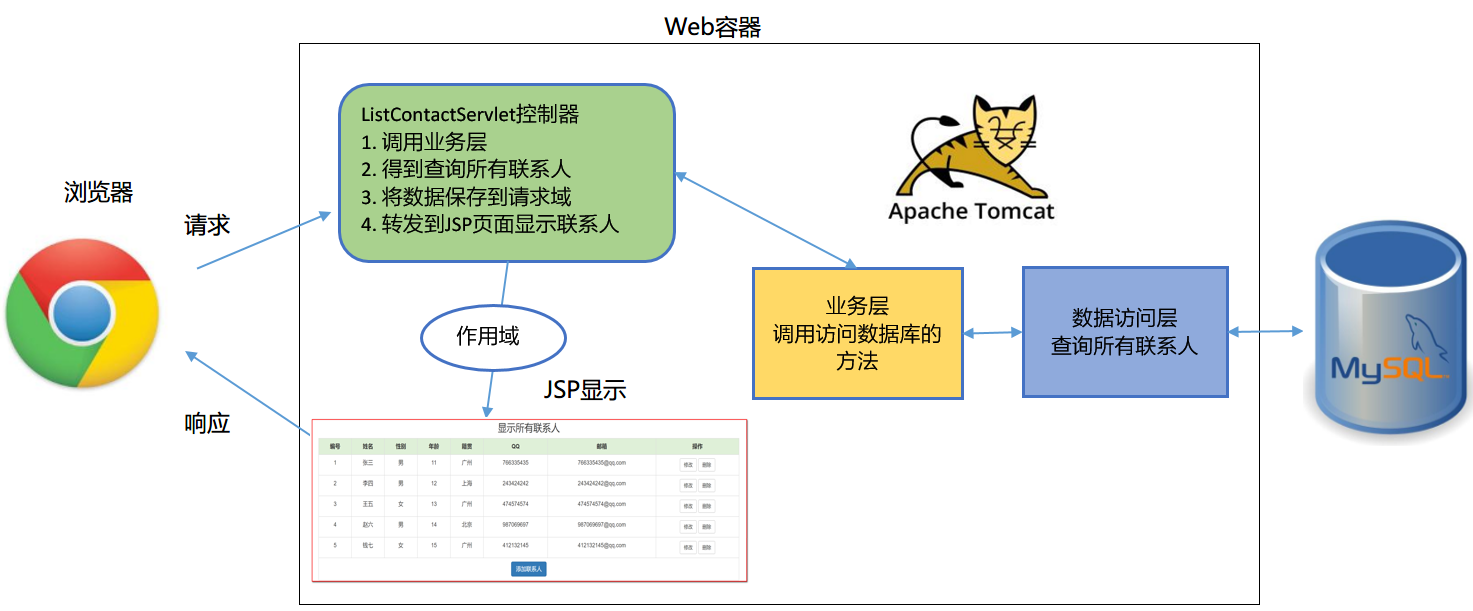 Web容器
ListContactServlet控制器
1. 调用业务层
2. 得到查询所有联系人
3. 将数据保存到请求域
4. 转发到JSP页面显示联系人
Apache Tomcat
浏览器
请求
业务层
调用访问数据库的
方法
数据访问层
查询所有联系人
MySQL
作用域
JSP显示
响应
显示所有联系人
编号 姓名 性别 年龄 籍贯 QQ 邮箱 操作
1 张三 男 11 广州 766335435 766335435@qq.com 修改 删除
2 李四 男 12 上海 243424242 243424242@qq.com 修改 删除
3 王五 女 13 广州 474574574 474574574@qq.com 修改 删除
4 赵六 男 14 北京 987069697 987069697@qq.com 修改 删除
5 钱七 女 15 广州 412132145 412132145@qq.com 修改 删除
添加联系人